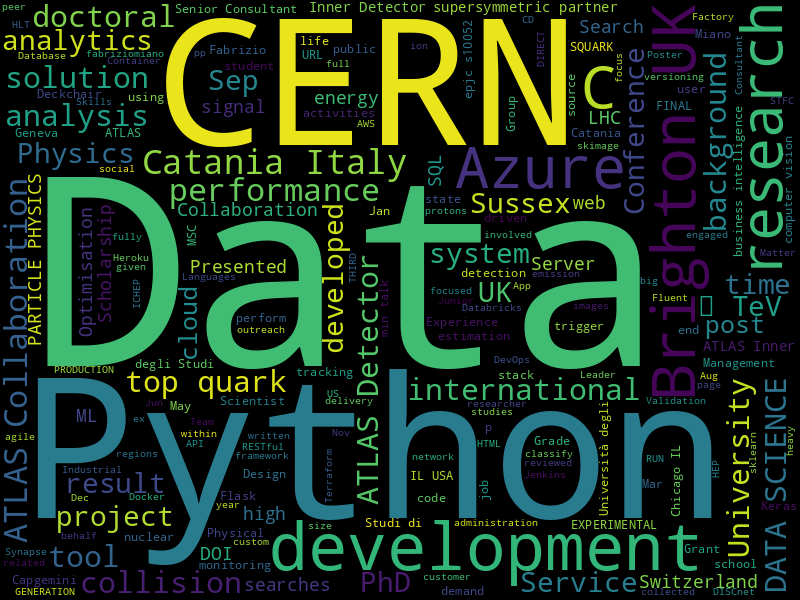 peer
doctoral
Senior Consultant
Inner Detector supersymmetric partner
CD
Factory
HLT
analytics
Database
fabriziomiano
Fabrizio
CERN
life
public
ion
pp
URL
full
epjc s10052
DIRECT
Search
SQUARK
Miano
UK
Poster
Consultant
research
solution
Container
Deckchair
Skills
using
Sep
student
signal
energy
activities
AWS
Group
C
source
focus
LHC
Catania
skimage
Conference
FINAL
versioning
user
background
STFC
analysis
Geneva
ATLAS
Physics
social
Catania Italy
performance
SQL
Azure
business intelligence
computer vision
ATLAS Collaboration
PARTICLE PHYSICS
Data
Optimisation
Scholarship
fully
Heroku
given
ICHEP
MSC
Collaboration
Presented
Languages
cloud
perform
outreach
developed
THIRD
Jan
min talk
ATLAS Detector
state
protons
driven
involved
Sussex
web
system
detection
emission
Server
focused
UK
App
Databricks
Junior
Experience
estimation
trigger
images
big
Brighton
engaged
Matter
Fluent
TeV
time
post
end
ATLAS Inner
Management
Aug
page
PRODUCTION
degli Studi
tracking
DevOps
stack
Leader
top quark
international
Python
ML
agile
Jun
May
Scientist
US
delivery
researcher
studies
Validation
ex
Team
within
API
written
RESTful
framework
Nov
p
HTML
Grade
classify
reviewed
Jenkins
Università degli
network
IL USA
code
job
RUN
Mar
Chicago IL
HEP
University
sklearn
heavy
DATA SCIENCE
Keras
regions
Industrial
result
Dec
Docker
Design
Flask
year
Terraform
project
behalf
nuclear
Physical
custom
high
size
Studi di
administration
EXPERIMENTAL
Synapse
related
tool
DOI
monitoring
development
Grant
school
Capgemini
GENERATION
collision
searches
PhD
customer
demand
Service
Switzerland
collected
DISCnet